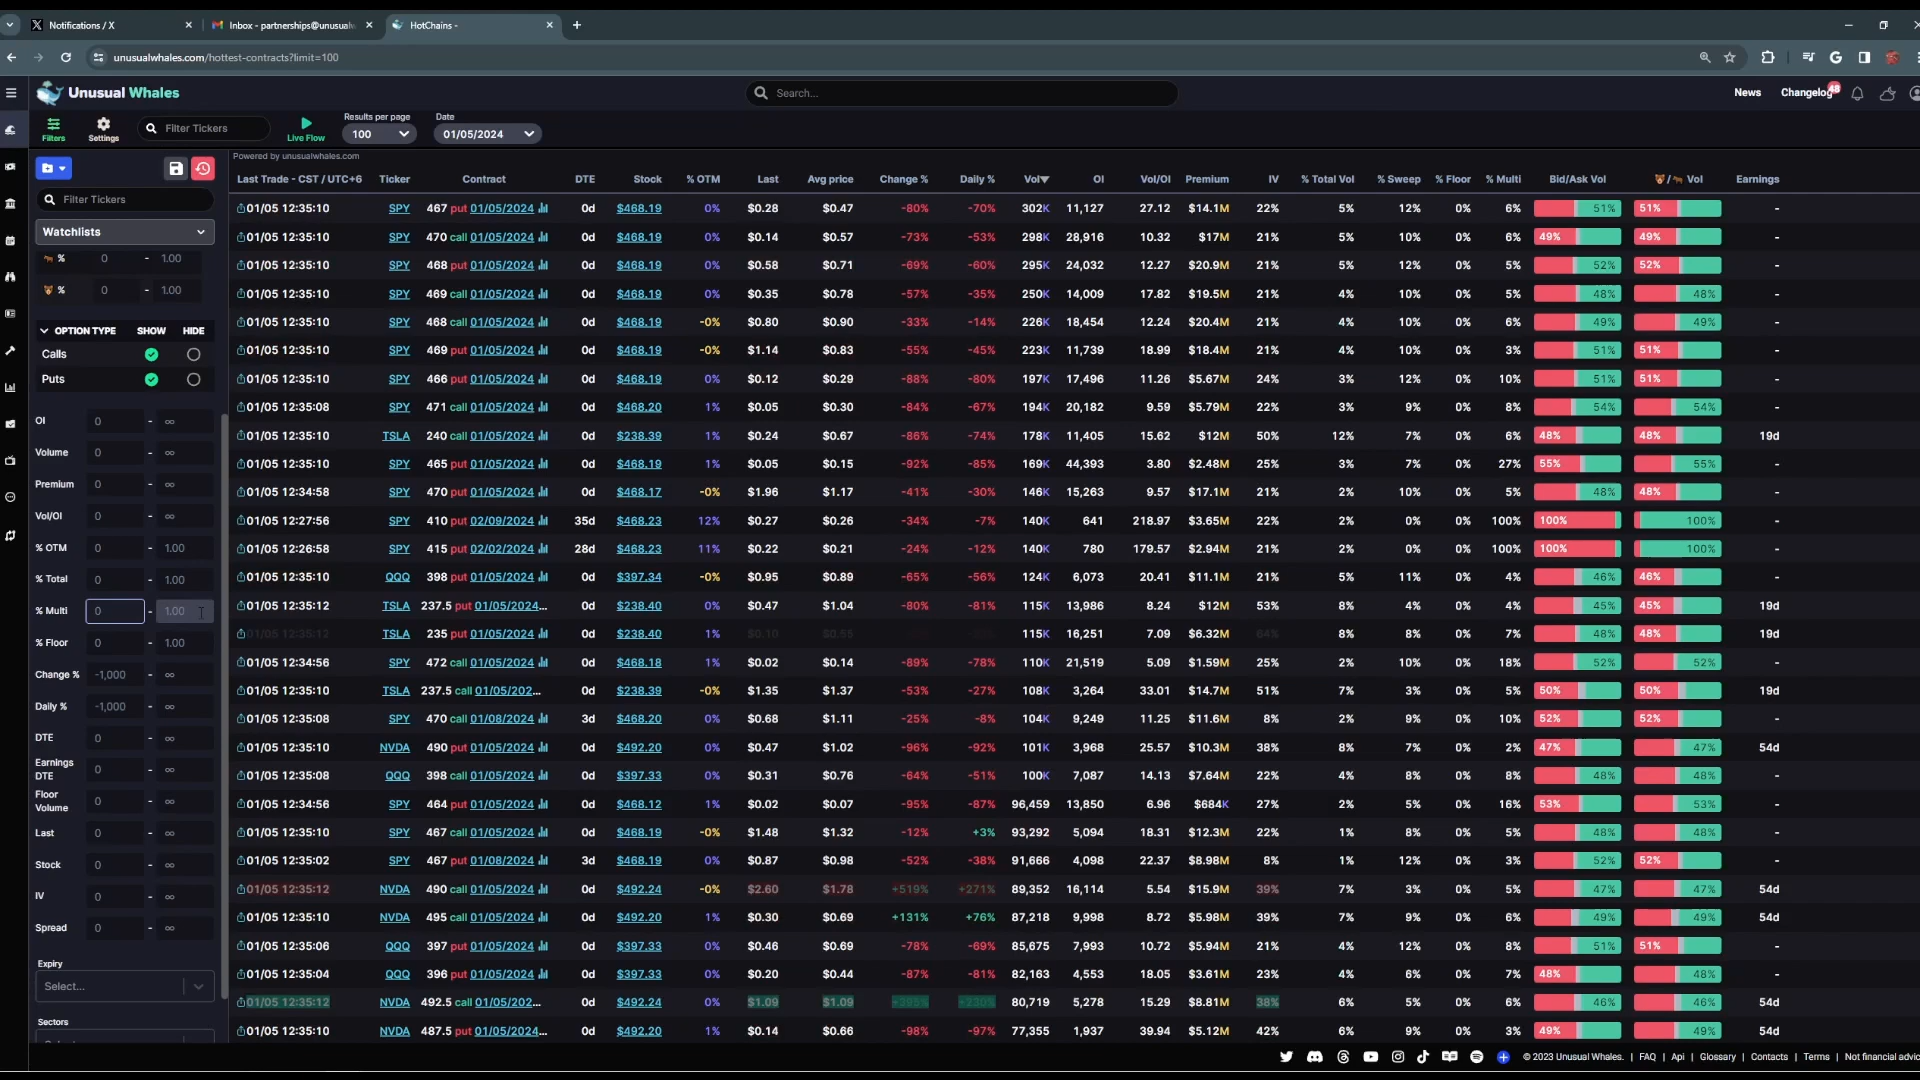 Notifications / X
Inbox - partnerships@unusual
HotChains -
unusualwhales.com/hottest-contracts?limit=100
Unusual Whales
Search...
News Changelog 48
Filters Settings Filter Tickers Live Flow Results per page 100 Date 01/05/2024
Powered by unusualwhales.com
Filter Tickers
Watchlists
% 0 - 1.00
% 0 - 1.00
OPTION TYPE SHOW HIDE
Calls
Puts
OI 0 - ∞
Volume 0 - ∞
Premium 0 - ∞
Vol/OI 0 - ∞
% OTM 0 - 1.00
% Total 0 - 1.00
% Multi 0 - 1.00
% Floor 0 - 1.00
Change % -1,000 - ∞
Daily % -1,000 - ∞
DTE 0 - ∞
Earnings DTE 0 - ∞
Floor Volume 0 - ∞
Last 0 - ∞
Stock 0 - ∞
IV 0 - ∞
Spread 0 - ∞
Expiry
Select...
Sectors
Last Trade - CST / UTC+6 Ticker Contract DTE Stock % OTM Last Avg price Change % Daily % Vol▼ OI Vol/OI Premium IV % Total Vol % Sweep % Floor % Multi Bid/Ask Vol / Vol Earnings
01/05 12:35:10 SPY 467 put 01/05/2024 0d $468.19 0% $0.28 $0.47 -80% -70% 302K 11,127 27.12 $14.1M 22% 5% 12% 0% 6% 51% 51% -
01/05 12:35:10 SPY 470 call 01/05/2024 0d $468.19 0% $0.14 $0.57 -73% -53% 298K 28,916 10.32 $17M 21% 5% 10% 0% 6% 49% 49% -
01/05 12:35:10 SPY 468 put 01/05/2024 0d $468.19 0% $0.58 $0.71 -69% -60% 295K 24,032 12.27 $20.9M 21% 5% 12% 0% 5% 52% 52% -
01/05 12:35:10 SPY 469 call 01/05/2024 0d $468.19 0% $0.35 $0.78 -57% -35% 250K 14,009 17.82 $19.5M 21% 4% 10% 0% 5% 48% 48% -
01/05 12:35:10 SPY 468 call 01/05/2024 0d $468.19 -0% $0.80 $0.90 -33% -14% 226K 18,454 12.24 $20.4M 21% 4% 10% 0% 6% 49% 49% -
01/05 12:35:10 SPY 469 put 01/05/2024 0d $468.19 -0% $1.14 $0.83 -55% -45% 223K 11,739 18.99 $18.4M 21% 4% 10% 0% 3% 51% 51% -
01/05 12:35:10 SPY 466 put 01/05/2024 0d $468.19 0% $0.12 $0.29 -88% -80% 197K 17,496 11.26 $5.67M 24% 3% 12% 0% 10% 51% 51% -
01/05 12:35:08 SPY 471 call 01/05/2024 0d $468.20 1% $0.05 $0.30 -84% -67% 194K 20,182 9.59 $5.79M 22% 3% 9% 0% 8% 54% 54% -
01/05 12:35:10 TSLA 240 call 01/05/2024 0d $238.39 1% $0.24 $0.67 -86% -74% 178K 11,405 15.62 $12M 50% 12% 7% 0% 6% 48% 48% 19d
01/05 12:35:10 SPY 465 put 01/05/2024 0d $468.19 1% $0.05 $0.15 -92% -85% 169K 44,393 3.80 $2.48M 25% 3% 7% 0% 27% 55% 55% -
01/05 12:34:58 SPY 470 put 01/05/2024 0d $468.17 -0% $1.96 $1.17 -41% -30% 146K 15,263 9.57 $17.1M 22% 2% 10% 0% 5% 48% 48% -
01/05 12:27:56 SPY 410 put 02/09/2024 35d $468.23 12% $0.27 $0.26 -34% -7% 140K 641 218.97 $3.65M 22% 2% 0% 0% 100% 100% 100% -
01/05 12:26:58 SPY 415 put 02/02/2024 28d $468.23 11% $0.22 $0.21 -24% -12% 140K 780 179.57 $2.94M 21% 2% 0% 0% 100% 100% 100% -
01/05 12:35:10 QQQ 398 put 01/05/2024 0d $397.34 -0% $0.95 $0.89 -65% -56% 124K 6,073 20.41 $11.1M 21% 5% 11% 0% 4% 46% 46% -
01/05 12:35:12 TSLA 237.5 put 01/05/2024... 0d $238.40 0% $0.47 $1.04 -80% -81% 115K 13,986 8.24 $12M 53% 8% 4% 0% 4% 45% 45% 19d
01/05 12:35:12 TSLA 235 put 01/05/2024 0d $238.40 1% $0.10 $0.55 115K 16,251 7.09 $6.32M 64% 8% 8% 0% 7% 48% 48% 19d
01/05 12:34:56 SPY 472 call 01/05/2024 0d $468.18 1% $0.02 $0.14 -89% -78% 110K 21,519 5.09 $1.59M 25% 2% 10% 0% 18% 52% 52% -
01/05 12:35:10 TSLA 237.5 call 01/05/202... 0d $238.39 -0% $1.35 $1.37 -53% -27% 108K 3,264 33.01 $14.7M 51% 7% 3% 0% 5% 50% 50% 19d
01/05 12:35:08 SPY 470 call 01/08/2024 3d $468.20 0% $0.68 $1.11 -25% -8% 104K 9,249 11.25 $11.6M 8% 2% 9% 0% 10% 52% 52% -
01/05 12:35:10 NVDA 490 put 01/05/2024 0d $492.20 0% $0.47 $1.02 -96% -92% 101K 3,968 25.57 $10.3M 38% 8% 7% 0% 2% 47% 47% 54d
01/05 12:35:08 QQQ 398 call 01/05/2024 0d $397.33 0% $0.31 $0.76 -64% -51% 100K 7,087 14.13 $7.64M 22% 4% 8% 0% 8% 48% 48% -
01/05 12:34:56 SPY 464 put 01/05/2024 0d $468.12 1% $0.02 $0.07 -95% -87% 96,459 13,850 6.96 $684K 27% 2% 5% 0% 16% 53% 53% -
01/05 12:35:10 SPY 467 call 01/05/2024 0d $468.19 -0% $1.48 $1.32 -12% +3% 93,292 5,094 18.31 $12.3M 22% 1% 8% 0% 5% 48% 48% -
01/05 12:35:02 SPY 467 put 01/08/2024 3d $468.19 0% $0.87 $0.98 -52% -38% 91,666 4,098 22.37 $8.98M 8% 1% 12% 0% 3% 52% 52% -
01/05 12:35:12 NVDA 490 call 01/05/2024 0d $492.24 -0% $2.60 $1.78 +519% +271% 89,352 16,114 5.54 $15.9M 39% 7% 3% 0% 5% 47% 47% 54d
01/05 12:35:10 NVDA 495 call 01/05/2024 0d $492.20 1% $0.30 $0.69 +131% +76% 87,218 9,998 8.72 $5.98M 39% 7% 9% 0% 6% 49% 49% 54d
01/05 12:35:06 QQQ 397 put 01/05/2024 0d $397.33 0% $0.46 $0.69 -78% -69% 85,675 7,993 10.72 $5.94M 21% 4% 12% 0% 8% 51% 51% -
01/05 12:35:04 QQQ 396 put 01/05/2024 0d $397.33 0% $0.20 $0.44 -87% -81% 82,163 4,553 18.05 $3.61M 23% 4% 6% 0% 7% 48% 48% -
01/05 12:35:12 NVDA 492.5 call 01/05/202... 0d $492.24 0% $1.09 $1.09 +395% +230% 80,719 5,278 15.29 $8.81M 38% 6% 5% 0% 6% 46% 46% 54d
01/05 12:35:10 NVDA 487.5 put 01/05/2024... 0d $492.20 1% $0.14 $0.66 -98% -97% 77,355 1,937 39.94 $5.12M 42% 6% 9% 0% 3% 49% 49% 54d
© 2023 Unusual Whales. | FAQ | Api | Glossary | Contacts | Terms | Not financial advic